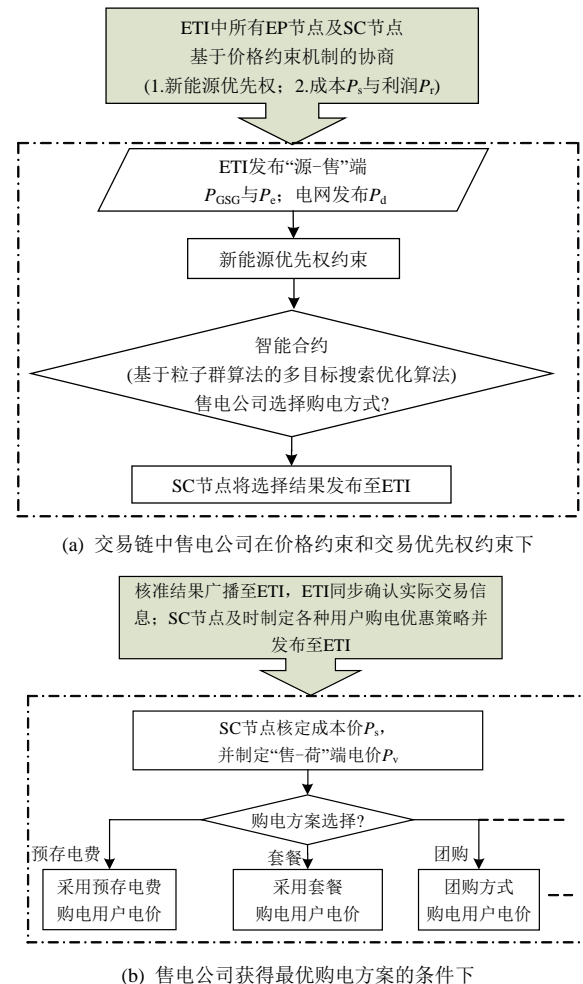 ETI中所有EP节点及SC节点
基于价格约束机制的协商
(1.新能源优先权；2.成本Ps与利润Pr)
ETI发布“源−售”端
PGSG与Pe；电网发布Pd
新能源优先权约束
智能合约
(基于粒子群算法的多目标搜索优化算法)
售电公司选择购电方式?
SC节点将选择结果发布至ETI
(a) 交易链中售电公司在价格约束和交易优先权约束下
核准结果广播至ETI，ETI同步确认实际交易信
息；SC节点及时制定各种用户购电优惠策略并
发布至ETI
SC节点核定成本价Ps，
并制定“售−荷”端电价Pv
购电方案选择?
预存电费
套餐
团购
采用预存电费
购电用户电价
采用套餐
购电用户电价
团购方式
购电用户电价
(b) 售电公司获得最优购电方案的条件下